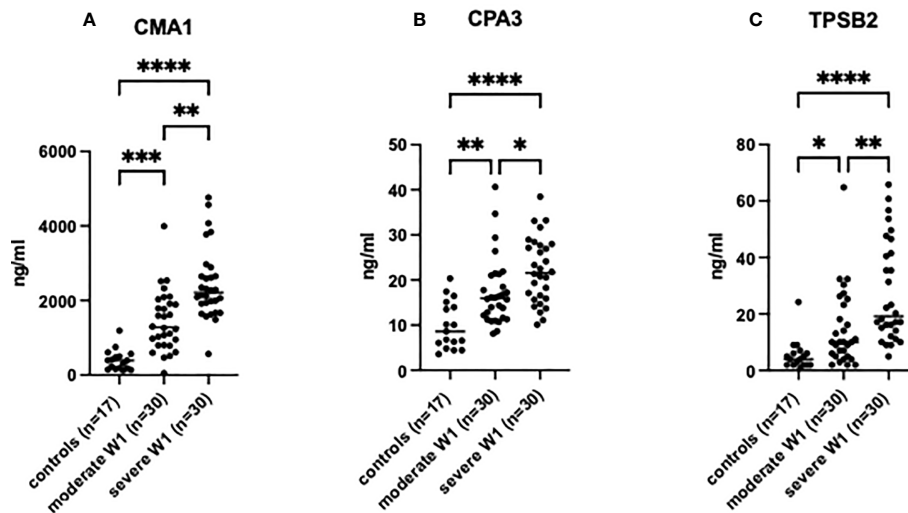 A
CMA1
****
**
***
6000
4000
2000
0
ng/ml
controls (n=17)
moderate W1 (n=30)
severe W1 (n=30)
B
CPA3
****
**
*
50
40
30
20
10
0
ng/ml
controls (n=17)
moderate W1 (n=30)
severe W1 (n=30)
C
TPSB2
****
*
**
80
60
40
20
0
ng/ml
controls (n=17)
moderate W1 (n=30)
severe W1 (n=30)